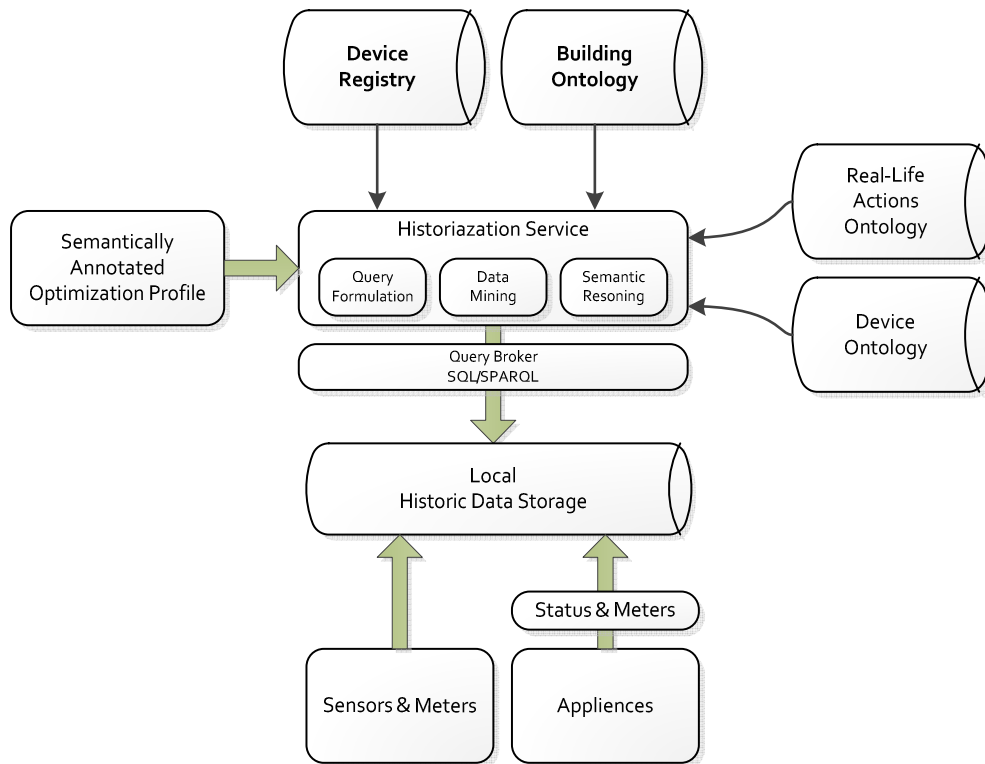 Device
Registry
Building
Ontology
Real-Life
Actions
Ontology
Semantically
Annotated
Optimization Profile
Historiazation Service
Query
Formulation
Data
Mining
Semantic
Resoning
Device
Ontology
Query Broker
SQL/SPARQL
Local
Historic Data Storage
Status & Meters
Sensors & Meters
Appliences